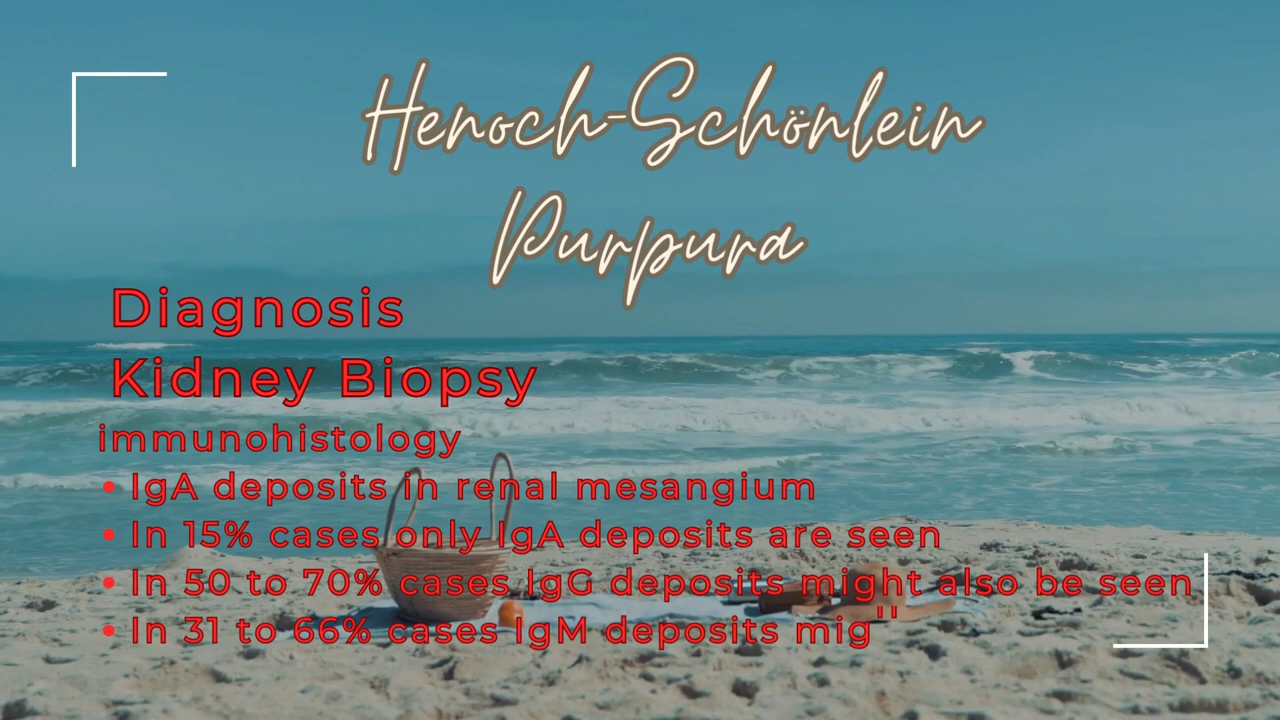 Henoch-Schönlein
Purpura
Diagnosis
Kidney Biopsy
immunohistology
• IgA deposits in renal mesangium
• In 15% cases only IgA deposits are seen
• In 50 to 70% cases IgG deposits might also be seen
• In 31 to 66% cases IgM deposits mig